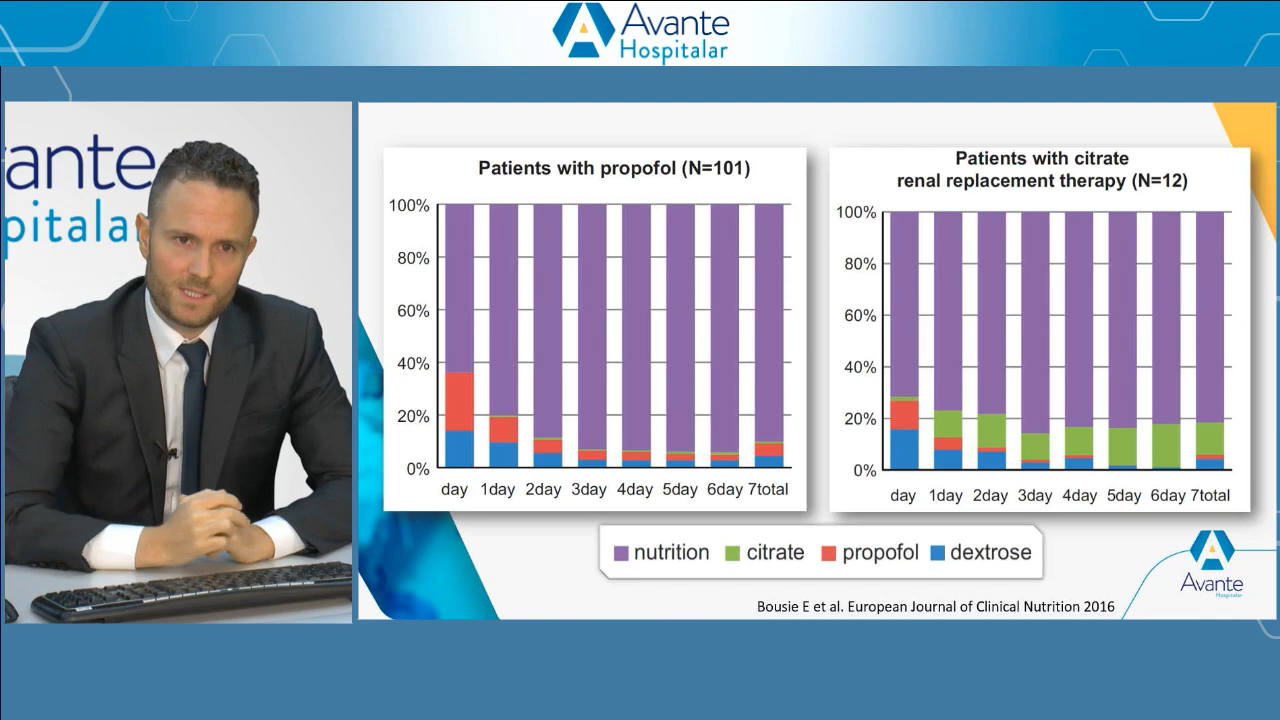 Avante
Hospitalar
ante
pitala
Patients with propofol (N=101)
100%
80%
60%
40%
20%
0%
day 1day 2day 3day 4day 5day 6day 7total
Patients with citrate
renal replacement therapy (N=12)
100%
80%
60%
40%
20%
0%
day 1day 2day 3day 4day 5day 6day 7total
nutrition citrate propofol dextrose
Bousie E et al. European Journal of Clinical Nutrition 2016
Avante
Hospitalar